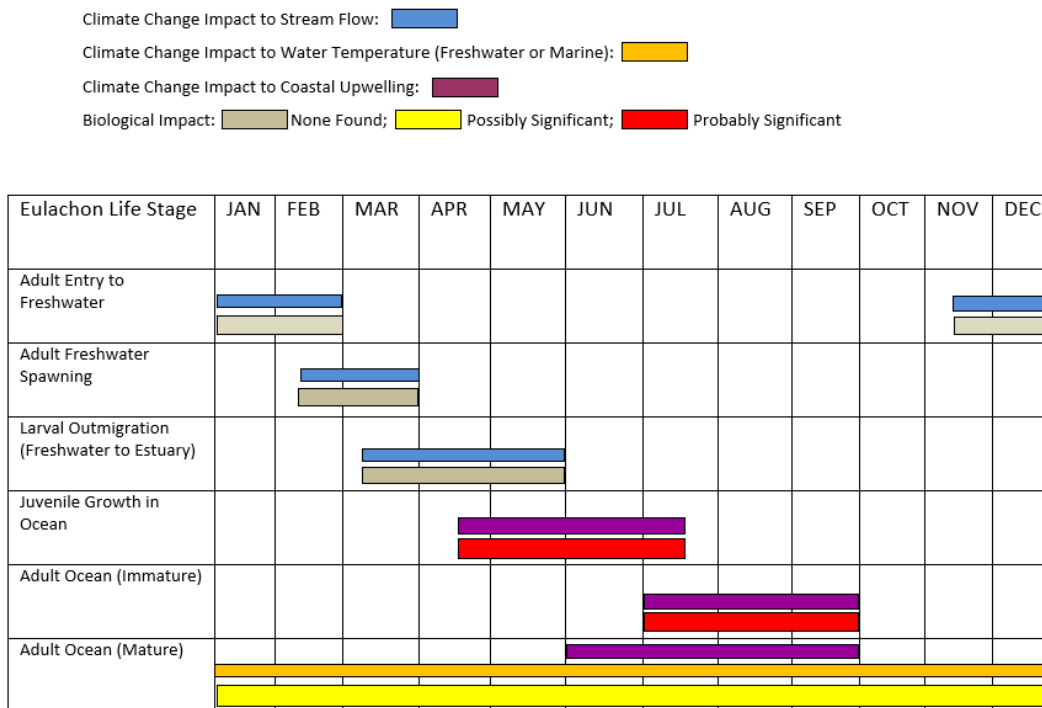 Climate Change Impact to Stream Flow:
Climate Change Impact to Water Temperature (Freshwater or Marine):
Climate Change Impact to Coastal Upwelling:
Biological Impact: None Found; Possibly Significant; Probably Significant
Eulachon Life Stage JAN FEB MAR APR MAY JUN JUL AUG SEP OCT NOV DEC
Adult Entry to
Freshwater
Adult Freshwater
Spawning
Larval Outmigration
(Freshwater to Estuary)
Juvenile Growth in
Ocean
Adult Ocean (Immature)
Adult Ocean (Mature)